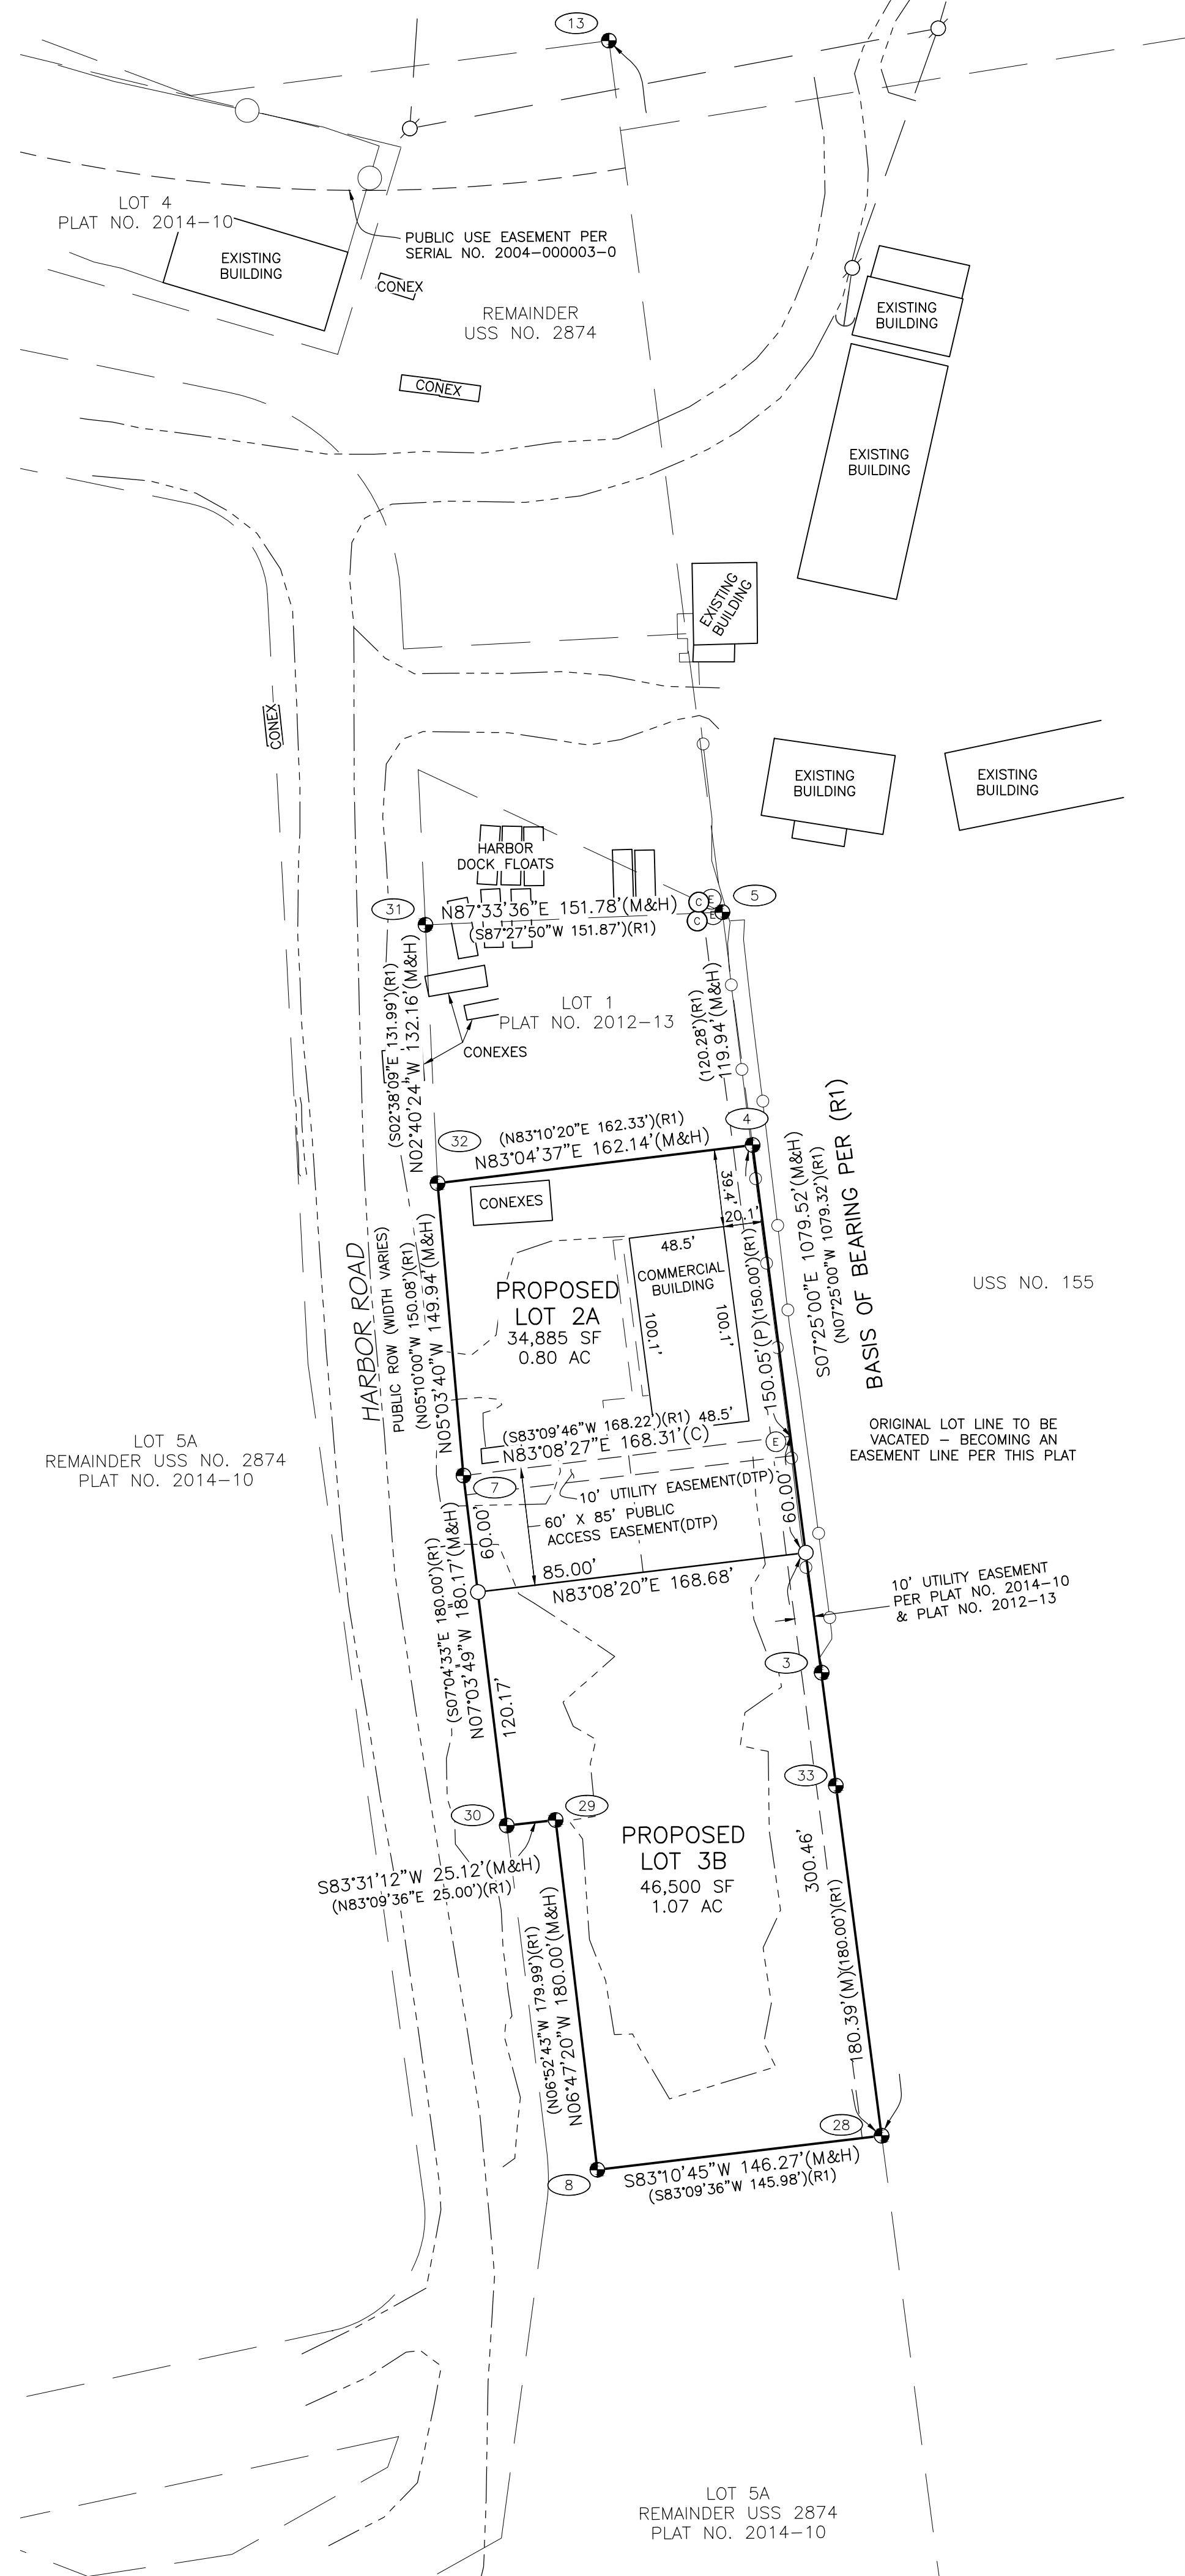 13
LOT 4
PLAT NO. 2014-10
PUBLIC USE EASEMENT PER
SERIAL NO. 2004-000003-0
EXISTING
BUILDING
CONEX
REMAINDER
USS NO. 2874
EXISTING
BUILDING
CONEX
EXISTING
BUILDING
EXISTING
BUILDING
CONEX
EXISTING
BUILDING
EXISTING
BUILDING
HARBOR
DOCK FLOATS
31
N87°33'36"E 151.78'(M&H)
(S87°27'50"W 151.87')(R1)
C
E
C
E
5
(S02°38'09"E 131.99')(R1)
N02°40'24"W 132.16'(M&H)
LOT 1
PLAT NO. 2012-13
CONEXES
(120.28')(R1)
119.94'(M&H)
4
32
(N83°10'20"E 162.33')(R1)
N83°04'37"E 162.14'(M&H)
CONEXES
39.4'
20.1'
S07°25'00"E 1079.52'(M&H)
(N07°25'00"W 1079.32')(R1)
BASIS OF BEARING PER (R1)
HARBOR ROAD
PUBLIC ROW (WIDTH VARIES)
(N05°10'00"W 150.08')(R1)
N05°03'40"W 149.94'(M&H)
48.5'
COMMERCIAL
BUILDING
100.1'
100.1'
PROPOSED
LOT 2A
34,885 SF
0.80 AC
150.05'(P)(150.00')(R1)
USS NO. 155
(S83°09'46"W 168.22')(R1)
48.5'
N83°08'27"E 168.31'(C)
E
ORIGINAL LOT LINE TO BE
VACATED – BECOMING AN
EASEMENT LINE PER THIS PLAT
LOT 5A
REMAINDER USS NO. 2874
PLAT NO. 2014-10
7
10' UTILITY EASEMENT(DTP)
60' X 85' PUBLIC
ACCESS EASEMENT(DTP)
60.00'
60.00'
85.00'
N83°08'20"E 168.68'
(S07°04'33"E 180.00')(R1)
N07°03'49"W 180.17'(M&H)
10' UTILITY EASEMENT
PER PLAT NO. 2014-10
& PLAT NO. 2012-13
3
120.17'
33
30
29
PROPOSED
LOT 3B
46,500 SF
1.07 AC
300.46'
S83°31'12"W 25.12'(M&H)
(N83°09'36"E 25.00')(R1)
(N06°52'43"W 179.99')(R1)
N06°47'20"W 180.00'(M&H)
180.39'(M)(180.00')(R1)
28
8
S83°10'45"W 146.27'(M&H)
(S83°09'36"W 145.98')(R1)
LOT 5A
REMAINDER USS 2874
PLAT NO. 2014-10